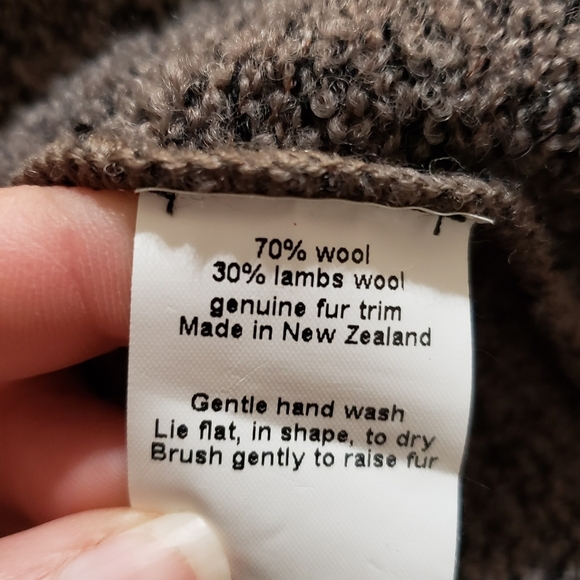 70% wool
30% lambs wool
genuine fur trim
Made in New Zealand
Gentle hand wash
Lie flat, in shape, to dry
Brush gently to raise fur